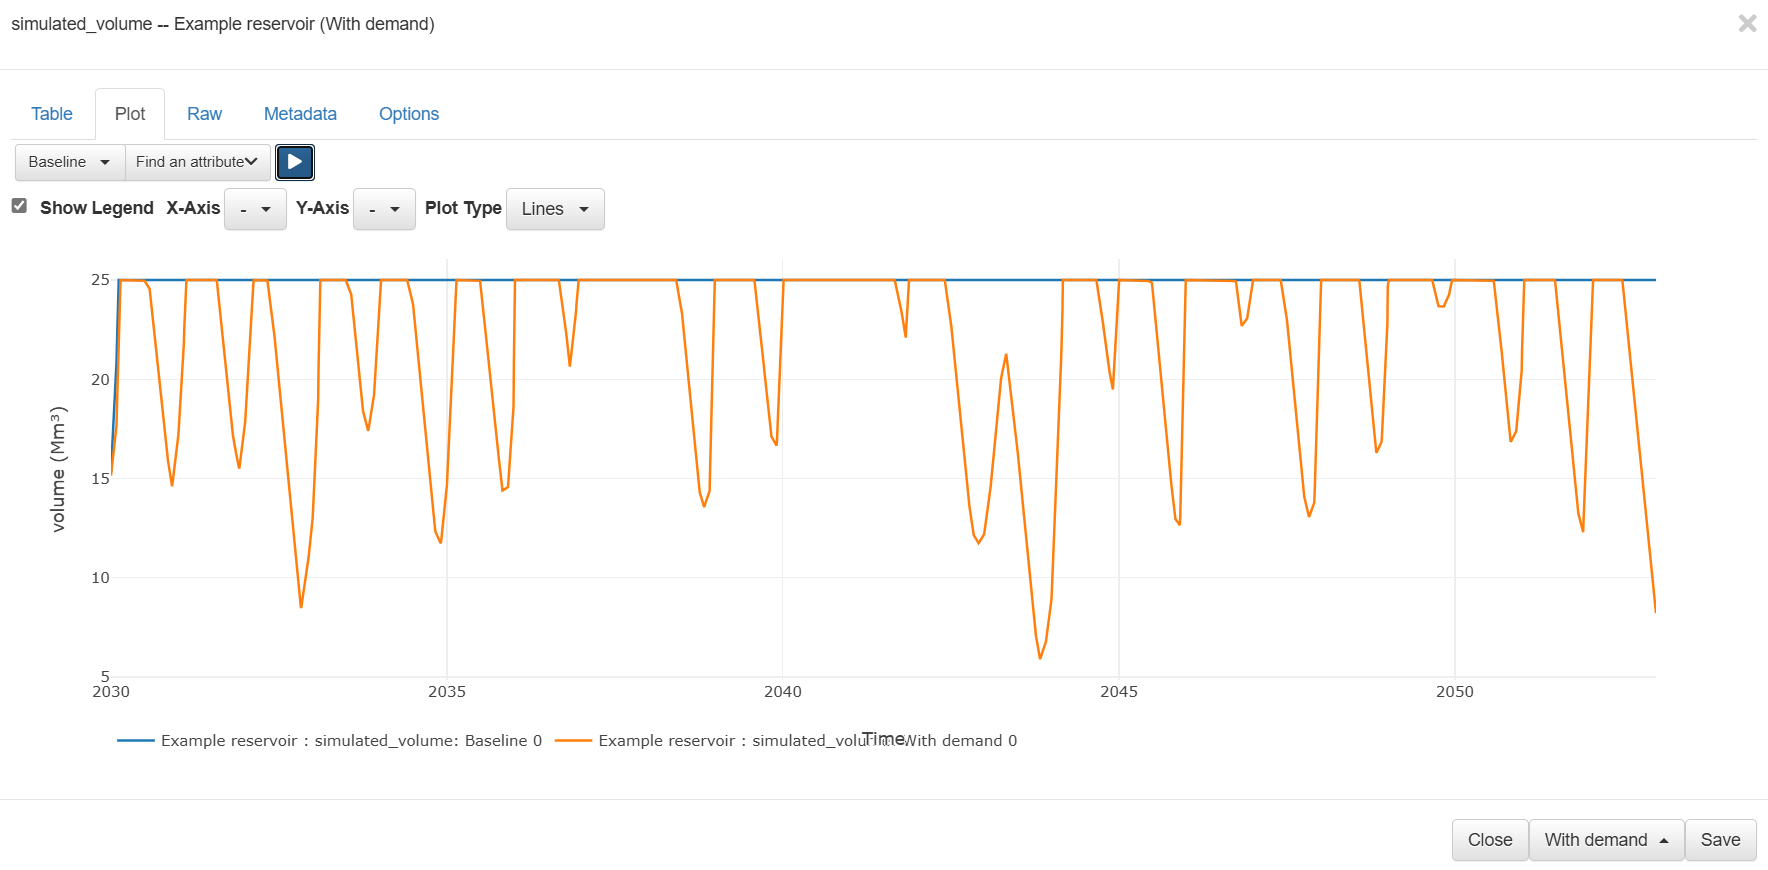 simulated_volume -- Example reservoir (With demand)
×
Table Plot Raw Metadata Options
Baseline Find an attribute
Show Legend X-Axis - Y-Axis - Plot Type Lines
25
20
15
10
5
volume (Mm³)
2030 2035 2040 2045 2050
Time
Example reservoir : simulated_volume: Baseline 0 Example reservoir : simulated_volu With demand 0
Close With demand Save